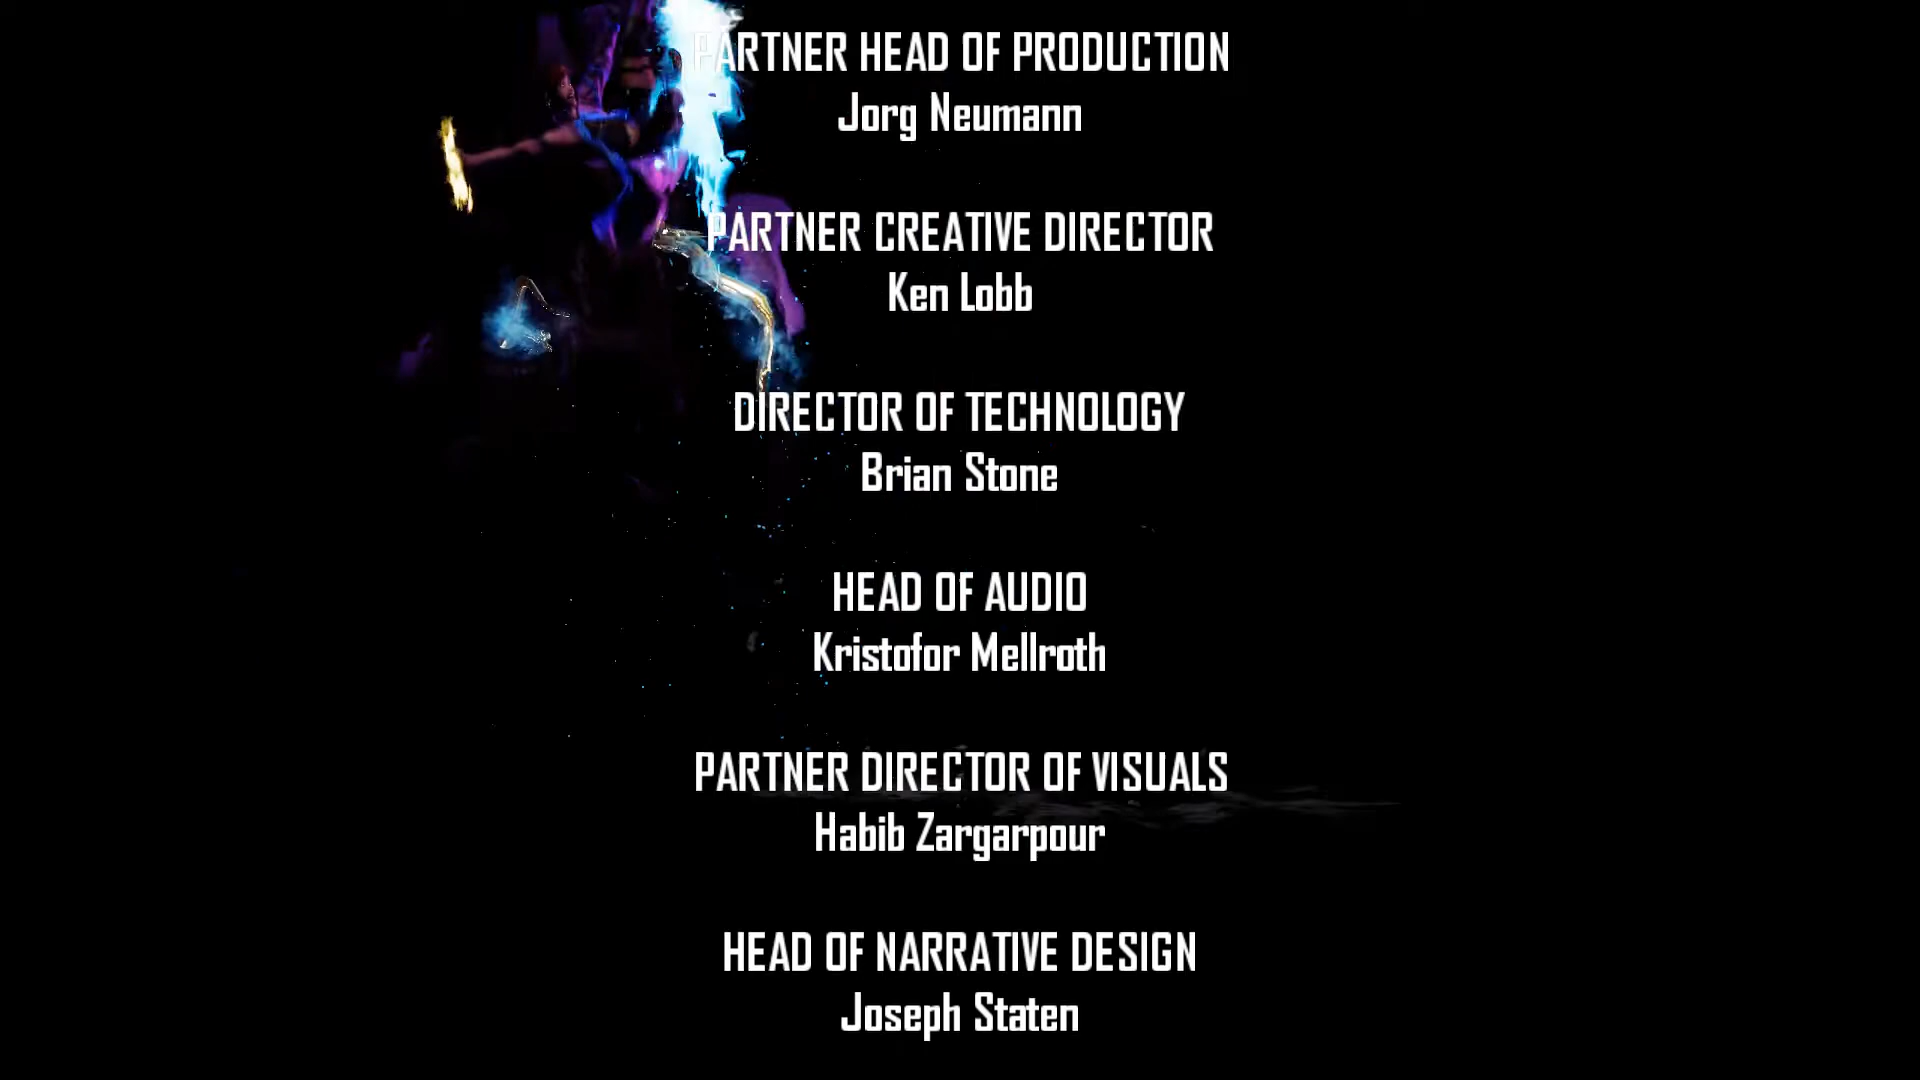 PARTNER HEAD OF PRODUCTION
Jorg Neumann
PARTNER CREATIVE DIRECTOR
Ken Lobb
DIRECTOR OF TECHNOLOGY
Brian Stone
HEAD OF AUDIO
Kristofor Mellroth
PARTNER DIRECTOR OF VISUALS
Habib Zargarpour
HEAD OF NARRATIVE DESIGN
Joseph Staten